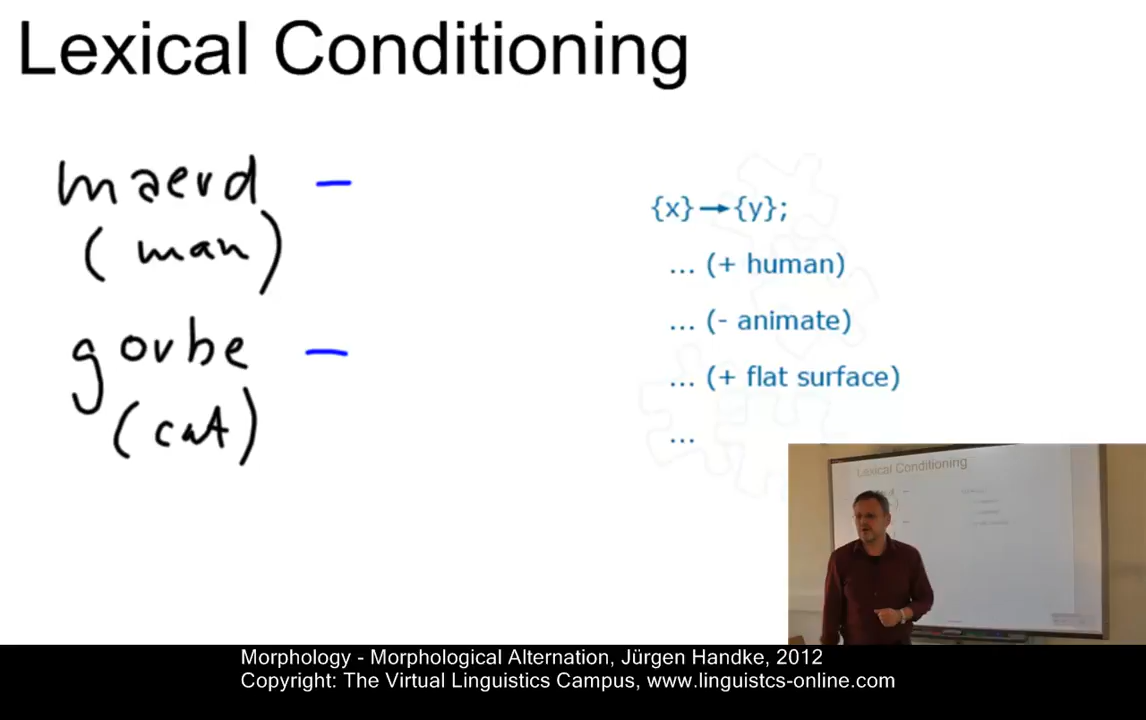 Lexical Conditioning
maerd –
(man)
gorbe –
(cat)
{x}→{y};
... (+ human)
... (- animate)
... (+ flat surface)
...
Lexical Conditioning
Morphology - Morphological Alternation, Jürgen Handke, 2012
Copyright: The Virtual Linguistics Campus, www.linguistcs-online.com